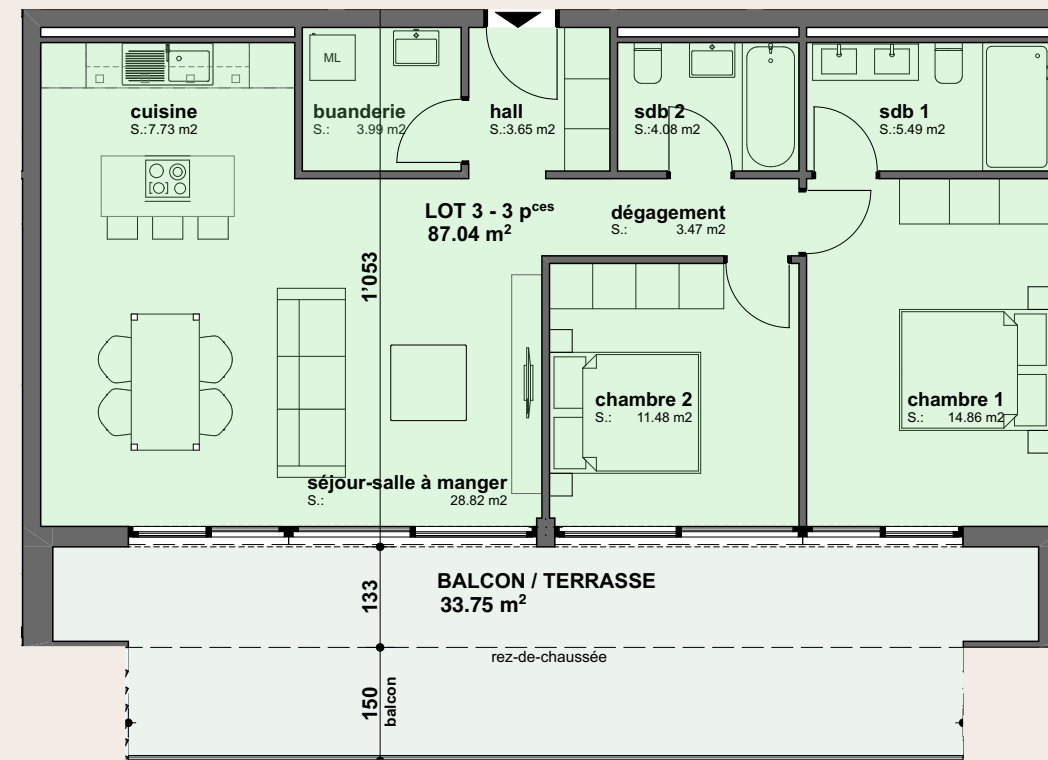 ML
cuisine
S.:7.73 m2
buanderie
S.: 3.99 m2
hall
S.:3.65 m2
sdb 2
S.:4.08 m2
sdb 1
S.:5.49 m2
LOT 3 - 3 pces
87.04 m²
dégagement
S.: 3.47 m2
1'053
chambre 2
S.: 11.48 m2
chambre 1
S.: 14.86 m2
séjour-salle à manger
S.: 28.82 m2
133
BALCON / TERRASSE
33.75 m²
rez-de-chaussée
150
balcon